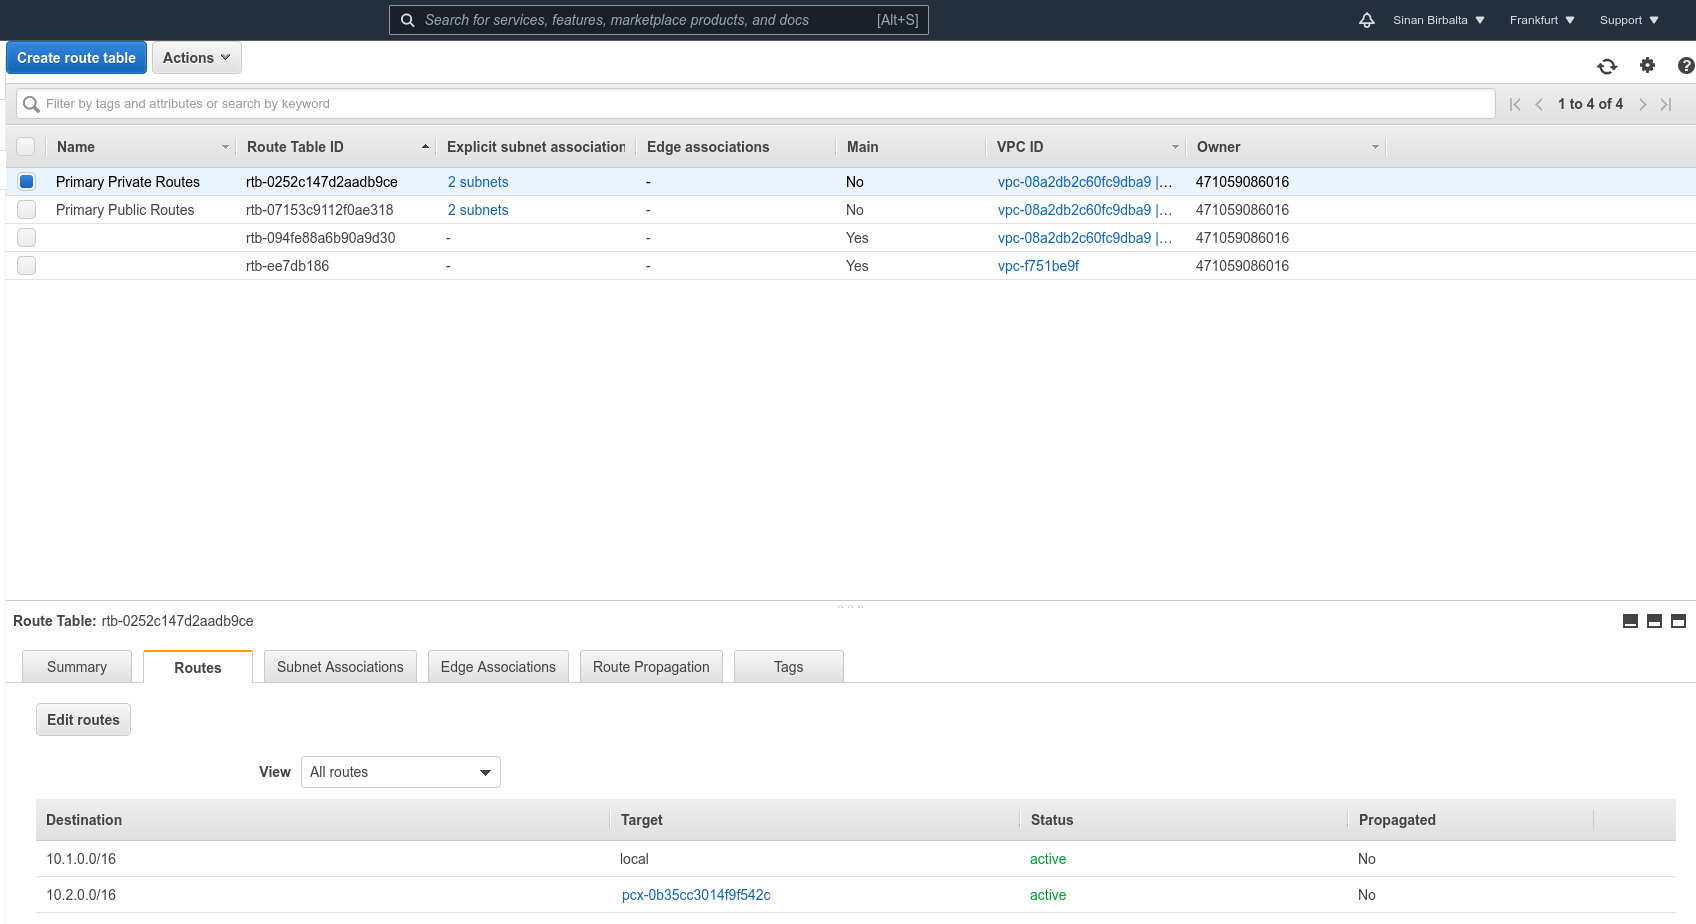 Search for services, features, marketplace products, and docs [Alt+S] Sinan Birbalta Frankfurt Support
Create route table Actions
Filter by tags and attributes or search by keyword 1 to 4 of 4
Name Route Table ID Explicit subnet association Edge associations Main VPC ID Owner
Primary Private Routes rtb-0252c147d2aadb9ce 2 subnets - No vpc-08a2db2c60fc9dba9 |... 471059086016
Primary Public Routes rtb-07153c9112f0ae318 2 subnets - No vpc-08a2db2c60fc9dba9 |... 471059086016
rtb-094fe88a6b90a9d30 - - Yes vpc-08a2db2c60fc9dba9 |... 471059086016
rtb-ee7db186 - - Yes vpc-f751be9f 471059086016
Route Table: rtb-0252c147d2aadb9ce
Summary Routes Subnet Associations Edge Associations Route Propagation Tags
Edit routes
View All routes
Destination Target Status Propagated
10.1.0.0/16 local active No
10.2.0.0/16 pcx-0b35cc3014f9f542c active No